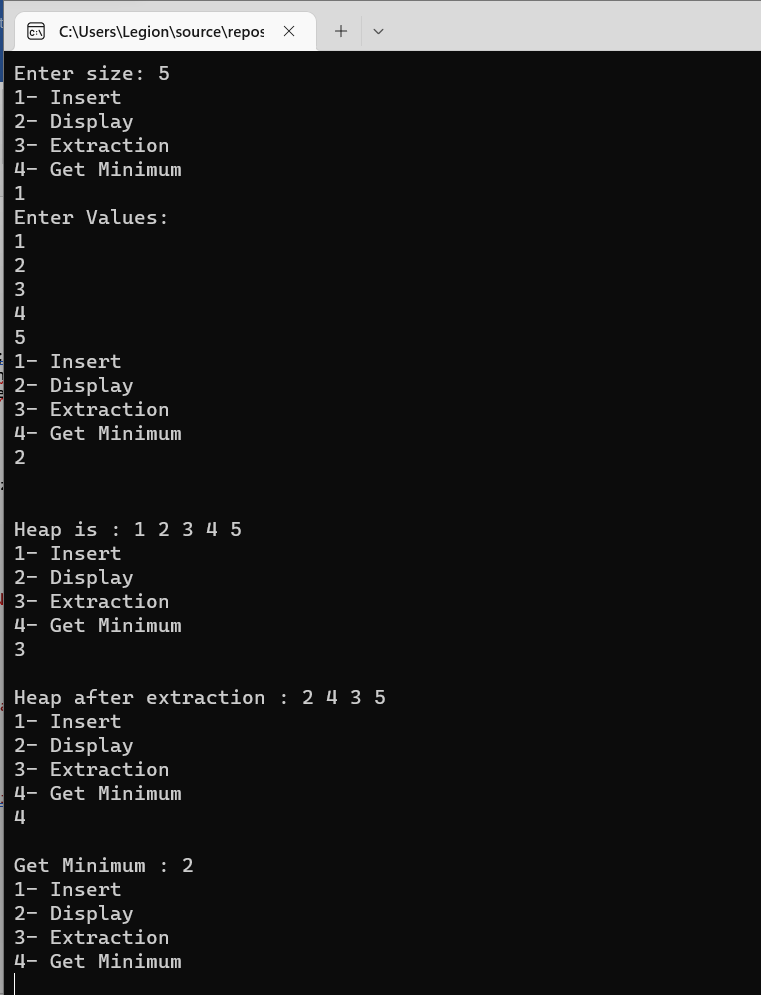 C:\Users\Legion\source\repos
Enter size: 5
1- Insert
2- Display
3- Extraction
4- Get Minimum
1
Enter Values:
1
2
3
4
5
1- Insert
2- Display
3- Extraction
4- Get Minimum
2
Heap is : 1 2 3 4 5
1- Insert
2- Display
3- Extraction
4- Get Minimum
3
Heap after extraction : 2 4 3 5
1- Insert
2- Display
3- Extraction
4- Get Minimum
4
Get Minimum : 2
1- Insert
2- Display
3- Extraction
4- Get Minimum